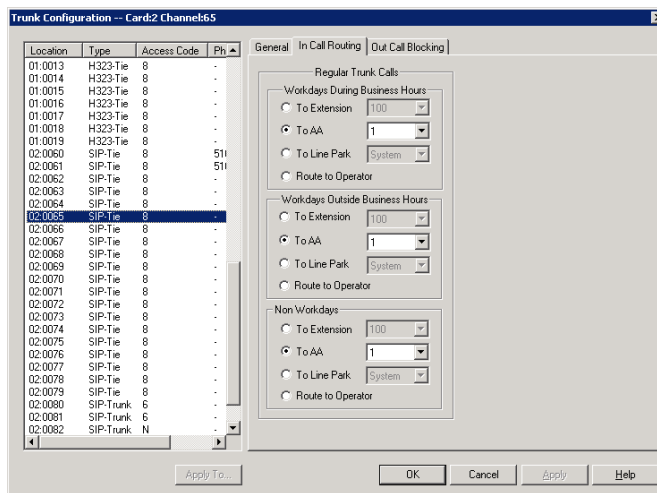 Trunk Configuration -- Card:2 Channel:65
Location Type Access Code Ph
01:0013 H323-Tie 8 -
01:0014 H323-Tie 8 -
01:0015 H323-Tie 8 -
01:0016 H323-Tie 8 -
01:0017 H323-Tie 8 -
01:0018 H323-Tie 8 -
01:0019 H323-Tie 8 -
02:0060 SIP-Tie 8 510
02:0061 SIP-Tie 8 510
02:0062 SIP-Tie 8 -
02:0063 SIP-Tie 8 -
02:0064 SIP-Tie 8 -
02:0065 SIP-Tie 8 -
02:0066 SIP-Tie 8 -
02:0067 SIP-Tie 8 -
02:0068 SIP-Tie 8 -
02:0069 SIP-Tie 8 -
02:0070 SIP-Tie 8 -
02:0071 SIP-Tie 8 -
02:0072 SIP-Tie 8 -
02:0073 SIP-Tie 8 -
02:0074 SIP-Tie 8 -
02:0075 SIP-Tie 8 -
02:0076 SIP-Tie 8 -
02:0077 SIP-Tie 8 -
02:0078 SIP-Tie 8 -
02:0079 SIP-Tie 8 -
02:0080 SIP-Trunk 6 -
02:0081 SIP-Trunk 6 -
02:0082 SIP-Trunk N -
General In Call Routing Out Call Blocking
Regular Trunk Calls
Workdays During Business Hours
To Extension 100
To AA 1
To Line Park System
Route to Operator
Workdays Outside Business Hours
To Extension 100
To AA 1
To Line Park System
Route to Operator
Non Workdays
To Extension 100
To AA 1
To Line Park System
Route to Operator
Apply To... OK Cancel Apply Help